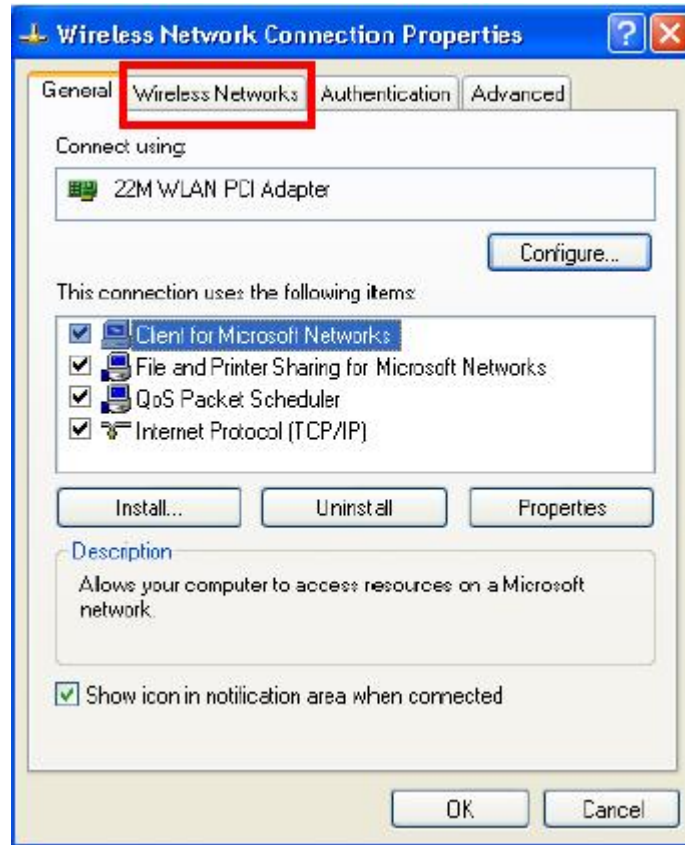 Wireless Network Connection Properties
General Wireless Networks Authentication Advanced
Connect using:
22M WLAN PCI Adapter
Configure...
This connection uses the following items:
Client for Microsoft Networks
File and Printer Sharing for Microsoft Networks
QoS Packet Scheduler
Internet Protocol (TCP/IP)
Install... Uninstall Properties
Description
Allows your computer to access resources on a Microsoft
network.
Show icon in notification area when connected
OK Cancel